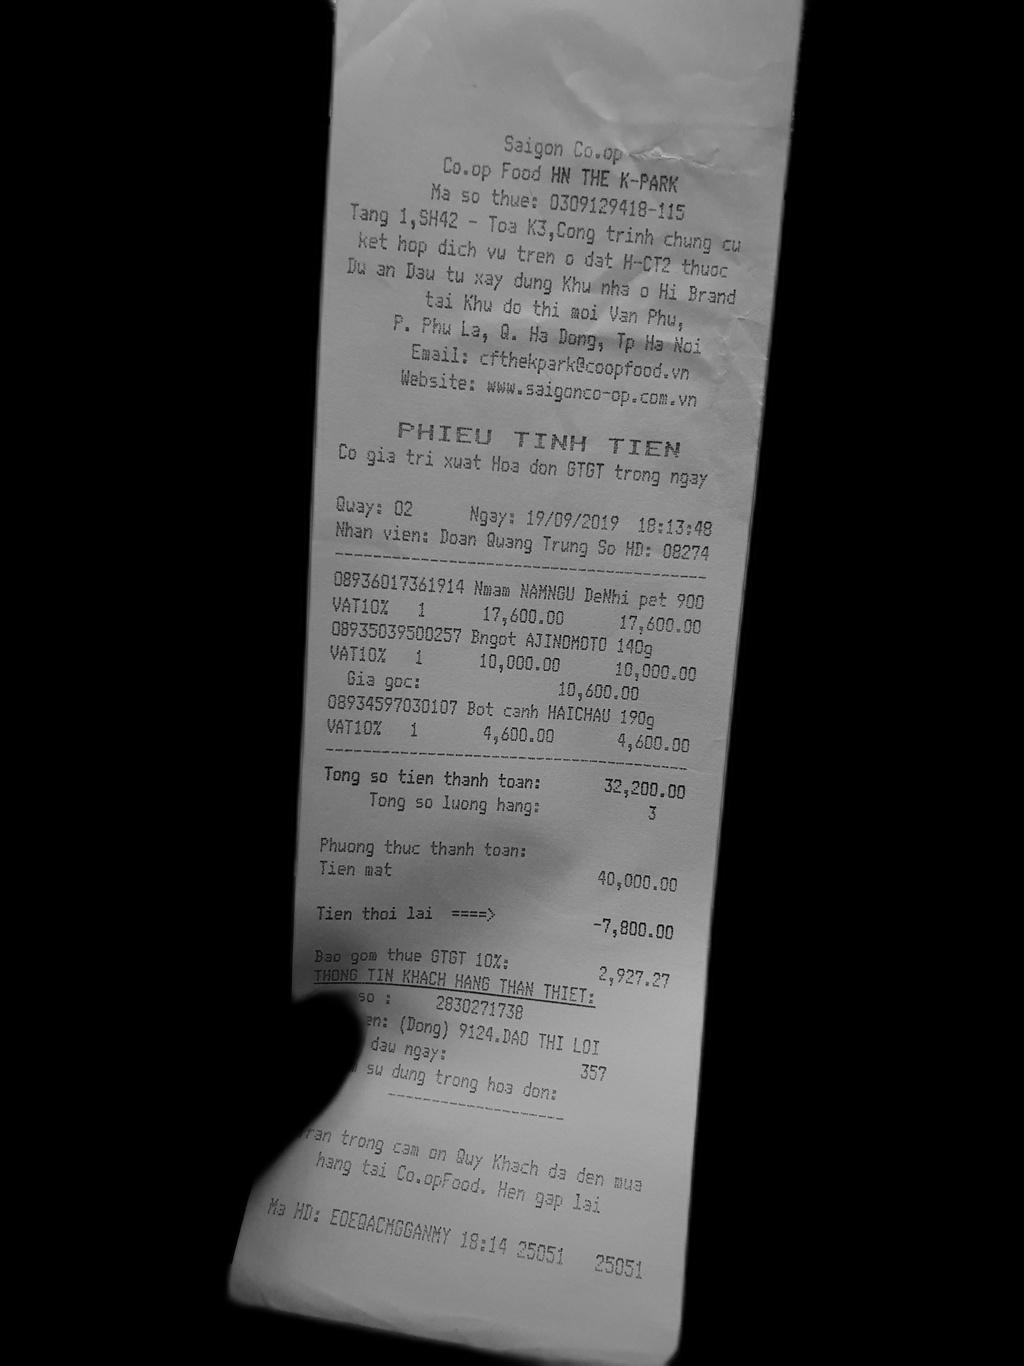 Saigon Co.op
Co.op Food HN THE K-PARK
Ma so thue: 0309129418-115
Tang 1,SH42 - Toa K3,Cong trinh chung cu
ket hop dich vu tren o dat H-CT2 thuoc
Du an Dau tu xay dung Khu nha o Hi Brand
tai Khu do thi moi Van Phu,
P. Phu La, Q. Ha Dong, Tp Ha Noi
Email: cfthekpark@coopfood.vn
Website: www.saigonco-op.com.vn
PHIEU TINH TIEN
Co gia tri xuat Hoa don GTGT trong ngay
Quay: 02 Ngay: 19/09/2019 18:13:48
Nhan vien: Doan Quang Trung So HD: 08274
08936017361914 Nmam NAMNGU DeNhi pet 900
VAT10% 1 17,600.00 17,600.00
08935039500257 Bngot AJINOMOTO 140g
VAT10% 1 10,000.00 10,000.00
Gia goc: 10,600.00
08934597030107 Bot canh HAICHAU 190g
VAT10% 1 4,600.00 4,600.00
Tong so tien thanh toan: 32,200.00
Tong so luong hang: 3
Phuong thuc thanh toan:
Tien mat 40,000.00
Tien thoi lai ====> -7,800.00
Bao gom thue GTGT 10%: 2,927.27
THONG TIN KHACH HANG THAN THIET:
so : 2830271738
en: (Dong) 9124.DAO THI LOI
dau ngay: 357
su dung trong hoa don:
ran trong cam on Quy Khach da den mua
hang tai Co.opFood. Hen gap lai
Ma HD: EOEQACMGGANMY 18:14 25051 25051